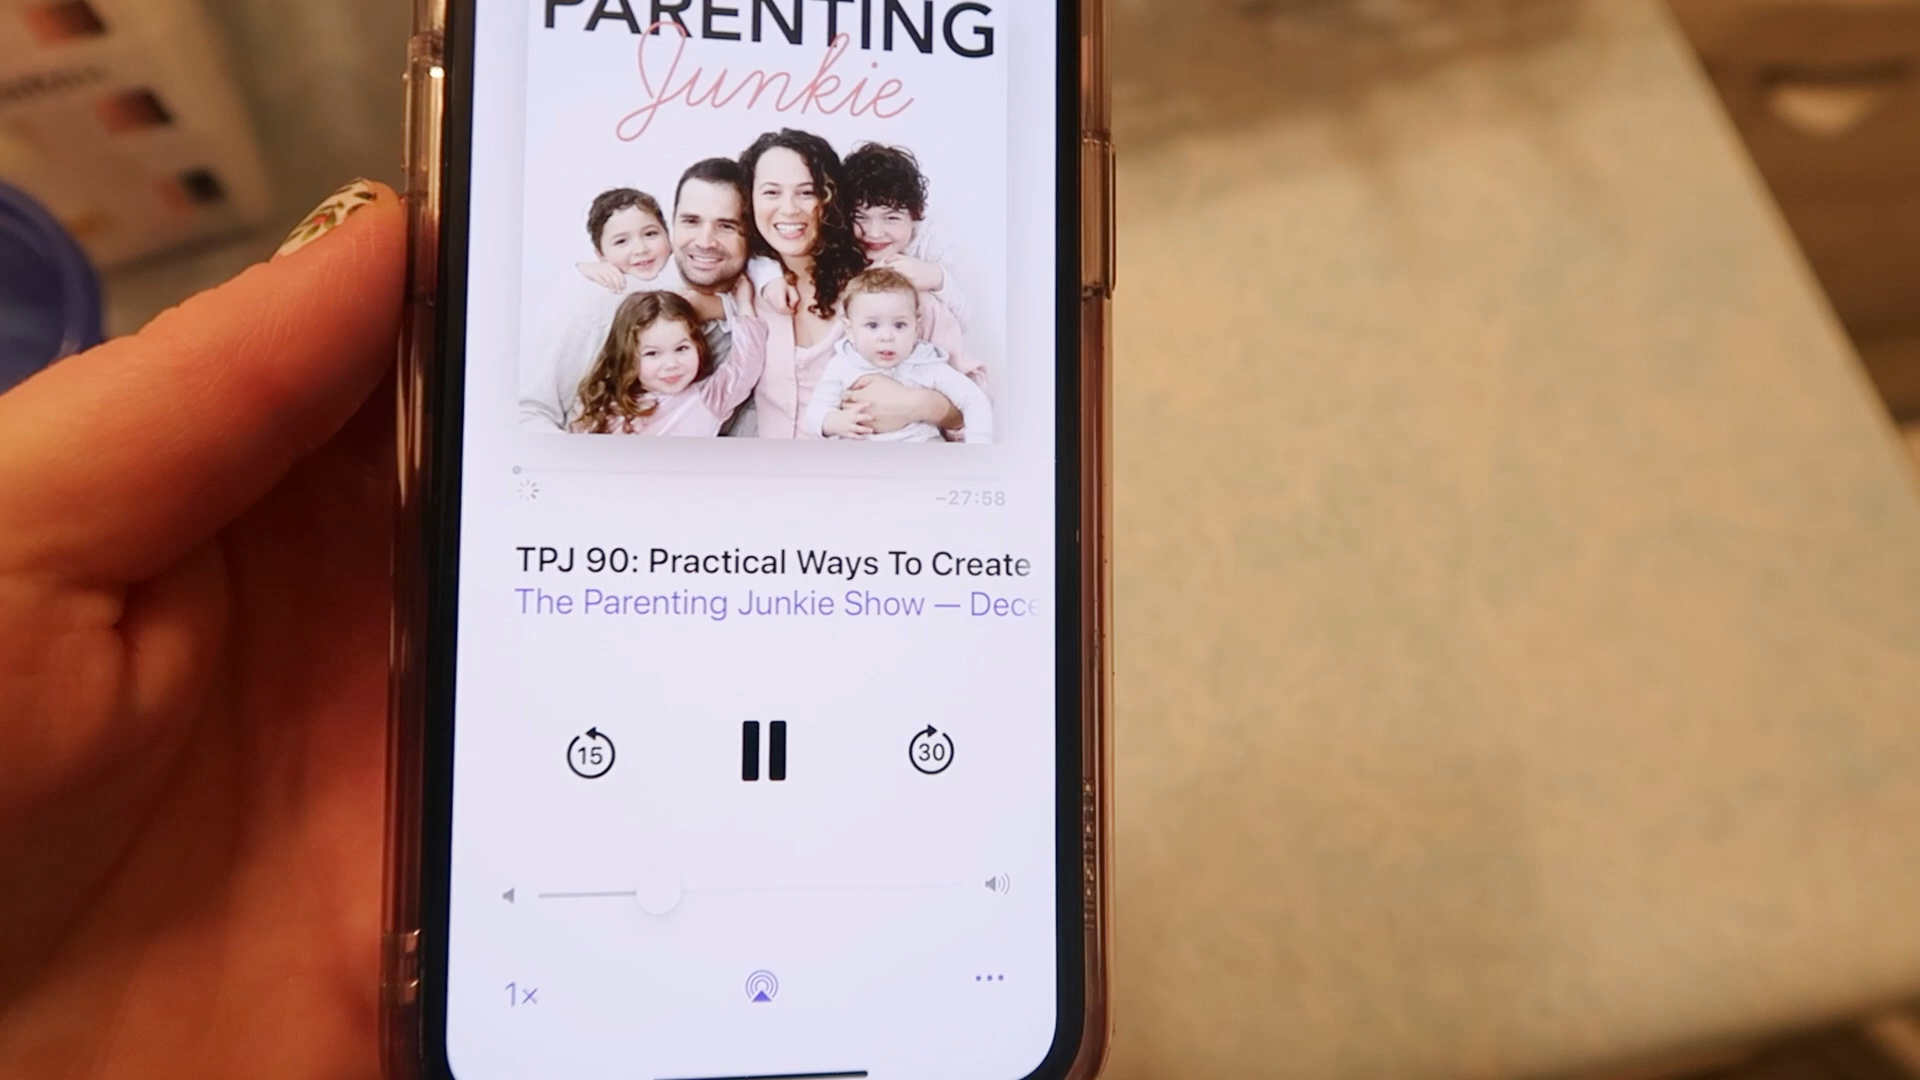 PARENTING
Junkie
-27:58
TPJ 90: Practical Ways To Create
The Parenting Junkie Show — Dece
15
30
1×